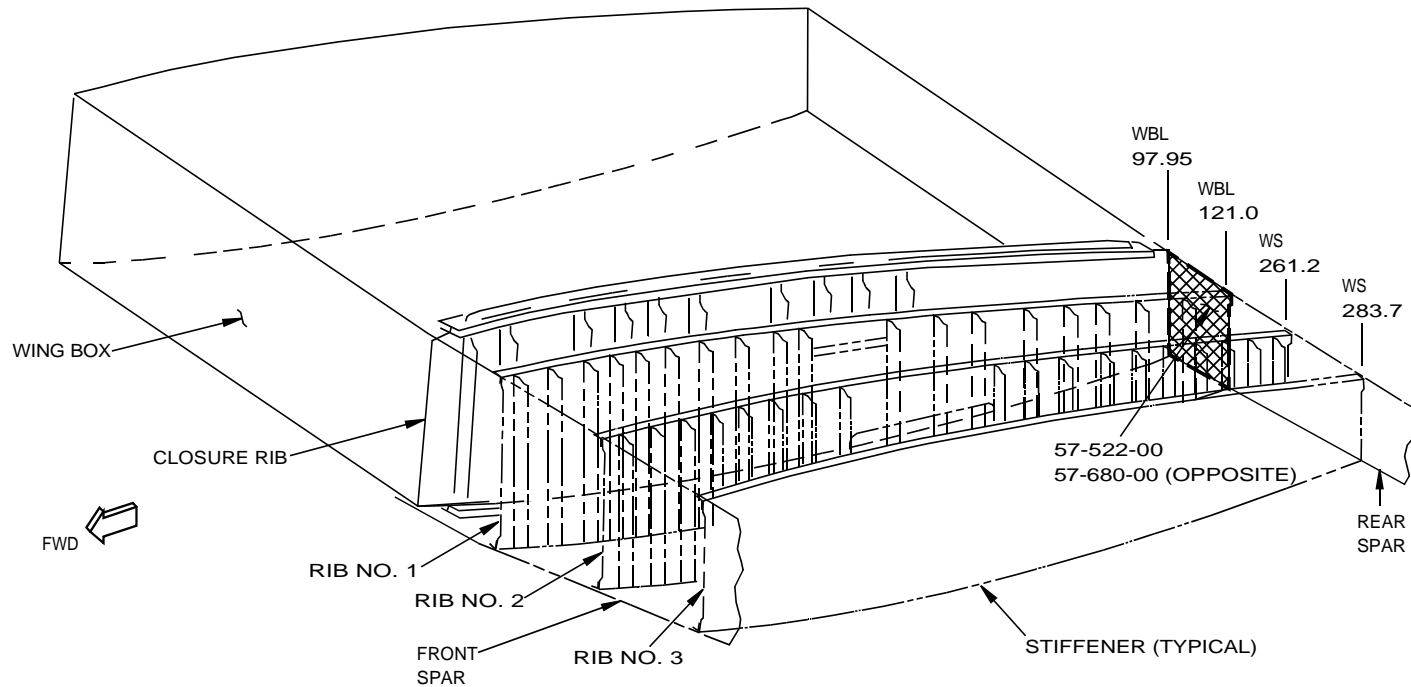 WBL
97.95
WBL
121.0
WS
261.2
WS
283.7
WING BOX
CLOSURE RIB
57-522-00
57-680-00 (OPPOSITE)
FWD
REAR
SPAR
RIB NO. 1
RIB NO. 2
FRONT
SPAR
RIB NO. 3
STIFFENER (TYPICAL)